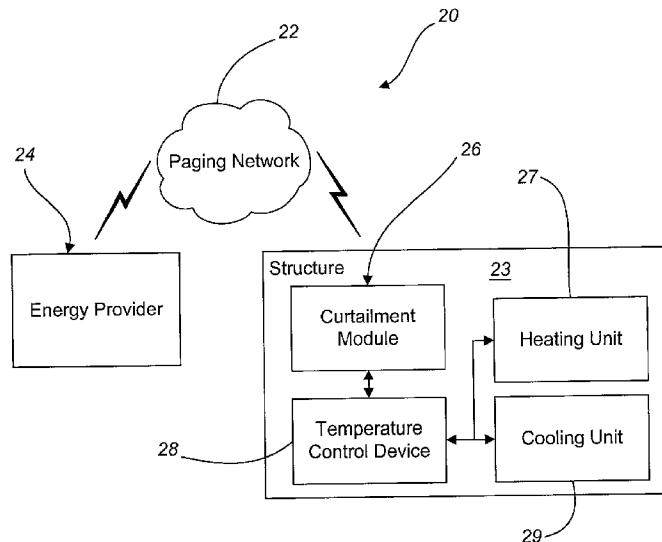 20
22
Paging Network
24
26
27
Energy Provider
Structure
23
Curtailment
Module
Heating Unit
28
Temperature
Control Device
Cooling Unit
29